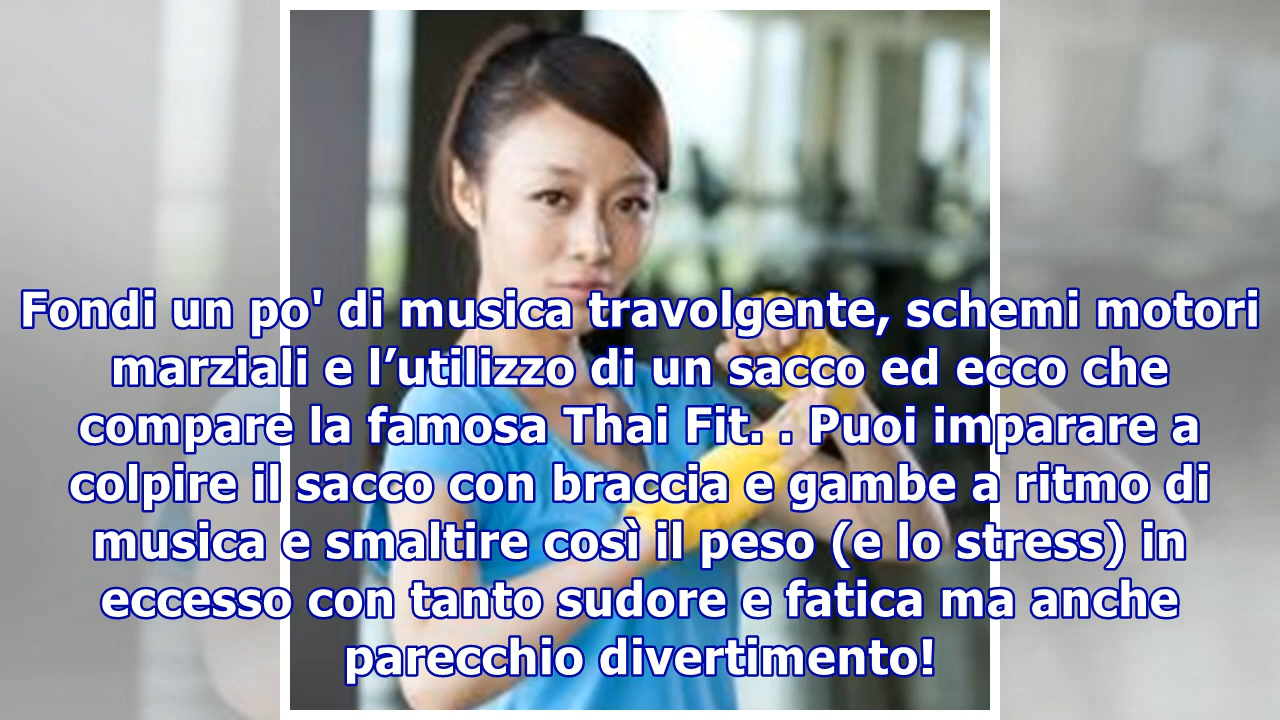 Fondi un po' di musica travolgente, schemi motori
marziali e l’utilizzo di un sacco ed ecco che
compare la famosa Thai Fit. . Puoi imparare a
colpire il sacco con braccia e gambe a ritmo di
musica e smaltire così il peso (e lo stress) in
eccesso con tanto sudore e fatica ma anche
parecchio divertimento!